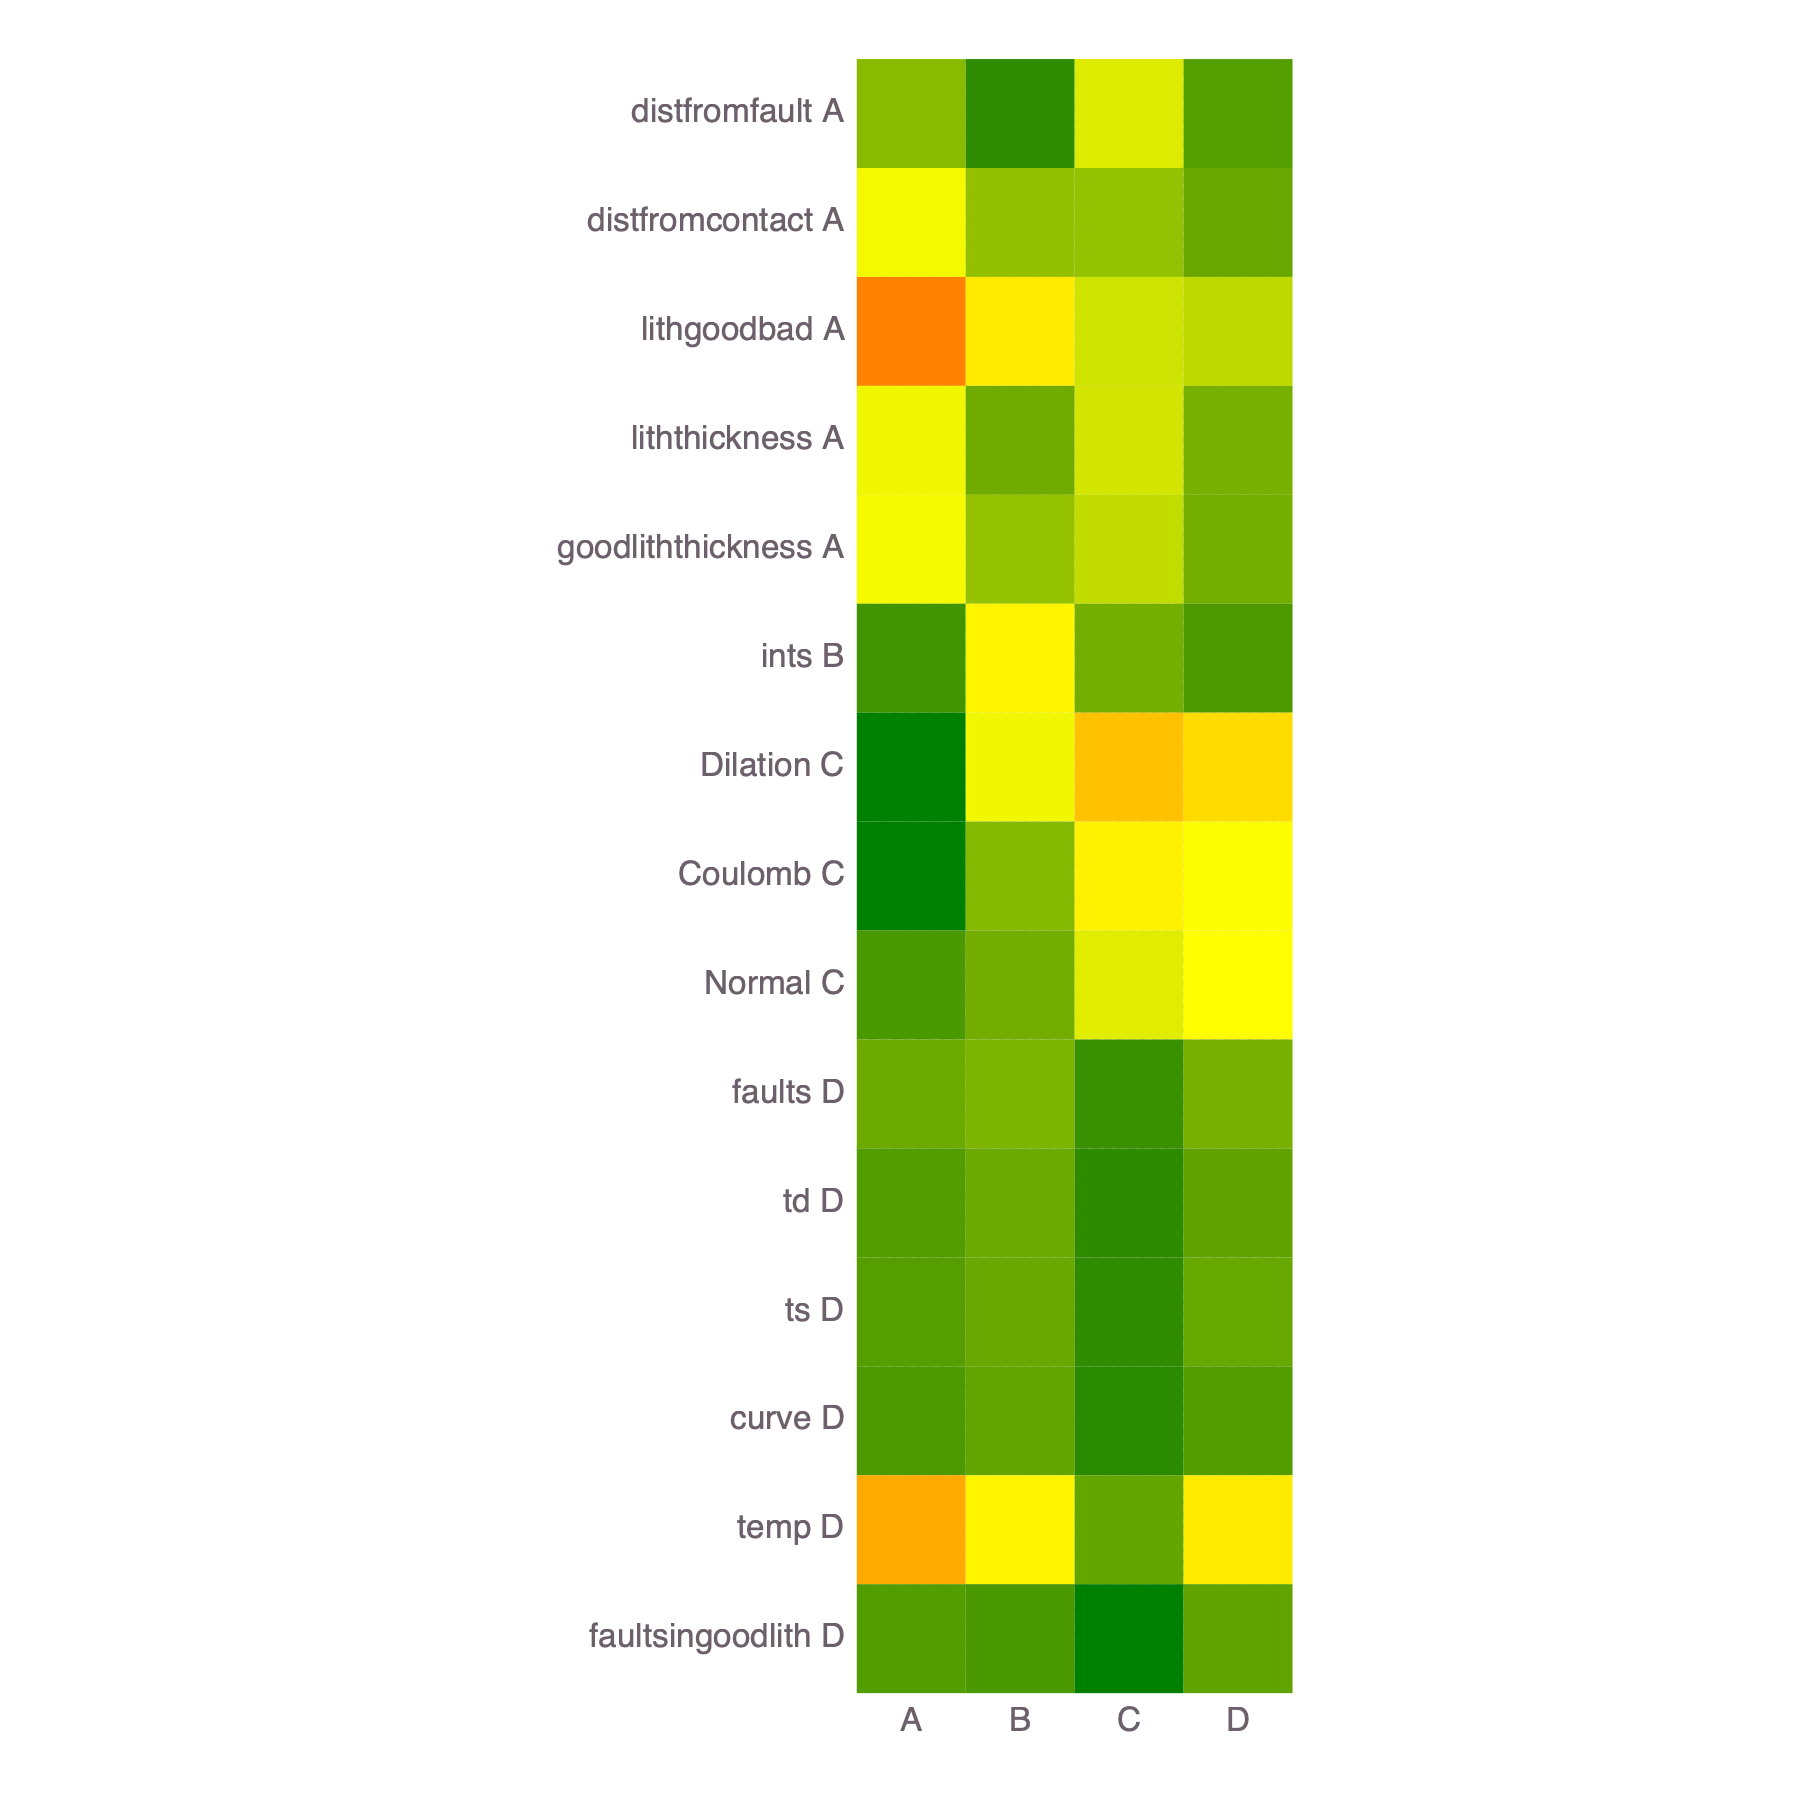 distfromfault A
distfromcontact A
lithgoodbad A
liththickness A
goodliththickness A
ints B
Dilation C
Coulomb C
Normal C
faults D
td D
ts D
curve D
temp D
faultsingoodlith D
A B C D